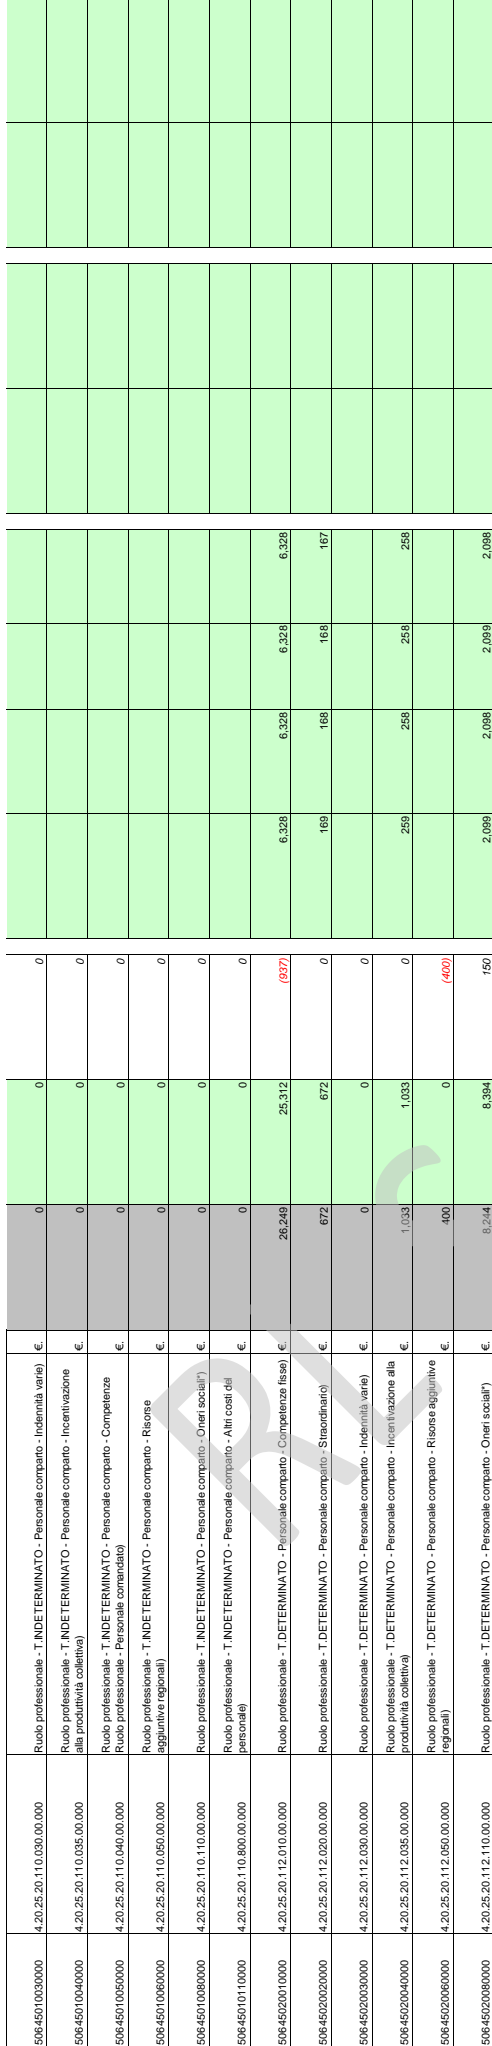 50645010030000 4.20.25.20.110.030.00.000 Ruolo professionale - T.INDETERMINATO - Personale comparto - Indennità varie) €. 0 0 0
50645010040000 4.20.25.20.110.035.00.000 Ruolo professionale - T.INDETERMINATO - Personale comparto - Incentivazione
alla produttività collettiva) €. 0 0 0
50645010050000 4.20.25.20.110.040.00.000 Ruolo professionale - T.INDETERMINATO - Personale comparto - Competenze
Ruolo professionale - Personale comandato) €. 0 0 0
50645010060000 4.20.25.20.110.050.00.000 Ruolo professionale - T.INDETERMINATO - Personale comparto - Risorse
aggiuntive regionali) €. 0 0 0
50645010080000 4.20.25.20.110.110.00.000 Ruolo professionale - T.INDETERMINATO - Personale comparto - Oneri sociali*) €. 0 0 0
50645010110000 4.20.25.20.110.800.00.000 Ruolo professionale - T.INDETERMINATO - Personale comparto - Altri costi del
personale) €. 0 0 0
50645020010000 4.20.25.20.112.010.00.000 Ruolo professionale - T.DETERMINATO - Personale comparto - Competenze fisse) €. 26,249 25,312 (937) 6,328 6,328 6,328 6,328
50645020020000 4.20.25.20.112.020.00.000 Ruolo professionale - T.DETERMINATO - Personale comparto - Straordinario) €. 672 672 0 169 168 168 167
50645020030000 4.20.25.20.112.030.00.000 Ruolo professionale - T.DETERMINATO - Personale comparto - Indennità varie) €. 0 0 0
50645020040000 4.20.25.20.112.035.00.000 Ruolo professionale - T.DETERMINATO - Personale comparto - Incentivazione alla
produttività collettiva) €. 1,033 1,033 0 259 258 258 258
50645020060000 4.20.25.20.112.050.00.000 Ruolo professionale - T.DETERMINATO - Personale comparto - Risorse aggiuntive
regionali) €. 400 0 (400)
50645020080000 4.20.25.20.112.110.00.000 Ruolo professionale - T.DETERMINATO - Personale comparto - Oneri sociali*) €. 8,244 8,394 150 2,099 2,098 2,099 2,098